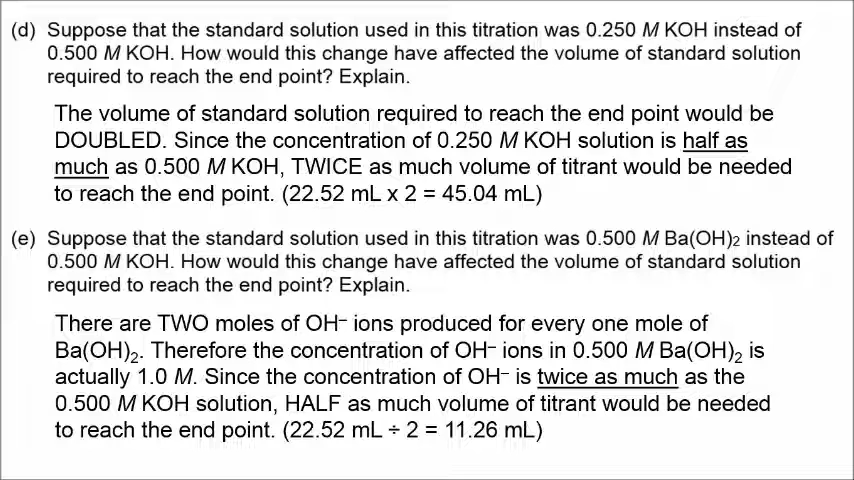 (d) Suppose that the standard solution used in this titration was 0.250 M KOH instead of
0.500 M KOH. How would this change have affected the volume of standard solution
required to reach the end point? Explain.
The volume of standard solution required to reach the end point would be
DOUBLED. Since the concentration of 0.250 M KOH solution is half as
much as 0.500 M KOH, TWICE as much volume of titrant would be needed
to reach the end point. (22.52 mL x 2 = 45.04 mL)
(e) Suppose that the standard solution used in this titration was 0.500 M Ba(OH)₂ instead of
0.500 M KOH. How would this change have affected the volume of standard solution
required to reach the end point? Explain.
There are TWO moles of OH⁻ ions produced for every one mole of
Ba(OH)₂. Therefore the concentration of OH⁻ ions in 0.500 M Ba(OH)₂ is
actually 1.0 M. Since the concentration of OH⁻ is twice as much as the
0.500 M KOH solution, HALF as much volume of titrant would be needed
to reach the end point. (22.52 mL ÷ 2 = 11.26 mL)